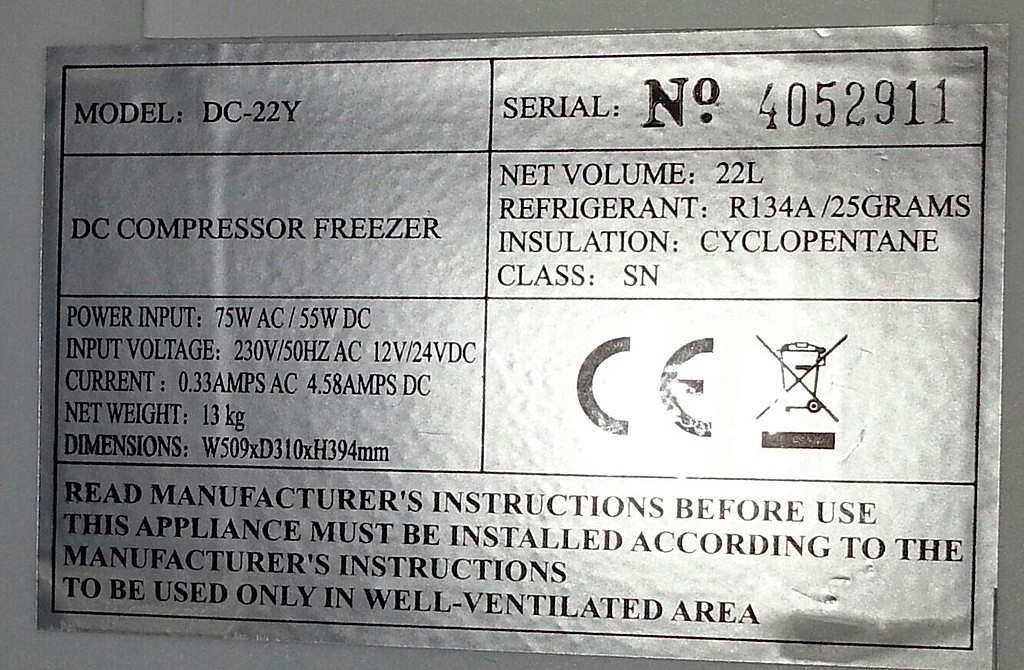 MODEL: DC-22Y
SERIAL: Nº 4052911
DC COMPRESSOR FREEZER
NET VOLUME: 22L
REFRIGERANT: R134A /25GRAMS
INSULATION: CYCLOPENTANE
CLASS: SN
POWER INPUT: 75W AC / 55W DC
INPUT VOLTAGE: 230V/50HZ AC 12V/24VDC
CURRENT : 0.33AMPS AC 4.58AMPS DC
NET WEIGHT: 13 kg
DIMENSIONS: W509xD310xH394mm
CE
READ MANUFACTURER'S INSTRUCTIONS BEFORE USE
THIS APPLIANCE MUST BE INSTALLED ACCORDING TO THE
MANUFACTURER'S INSTRUCTIONS
TO BE USED ONLY IN WELL-VENTILATED AREA